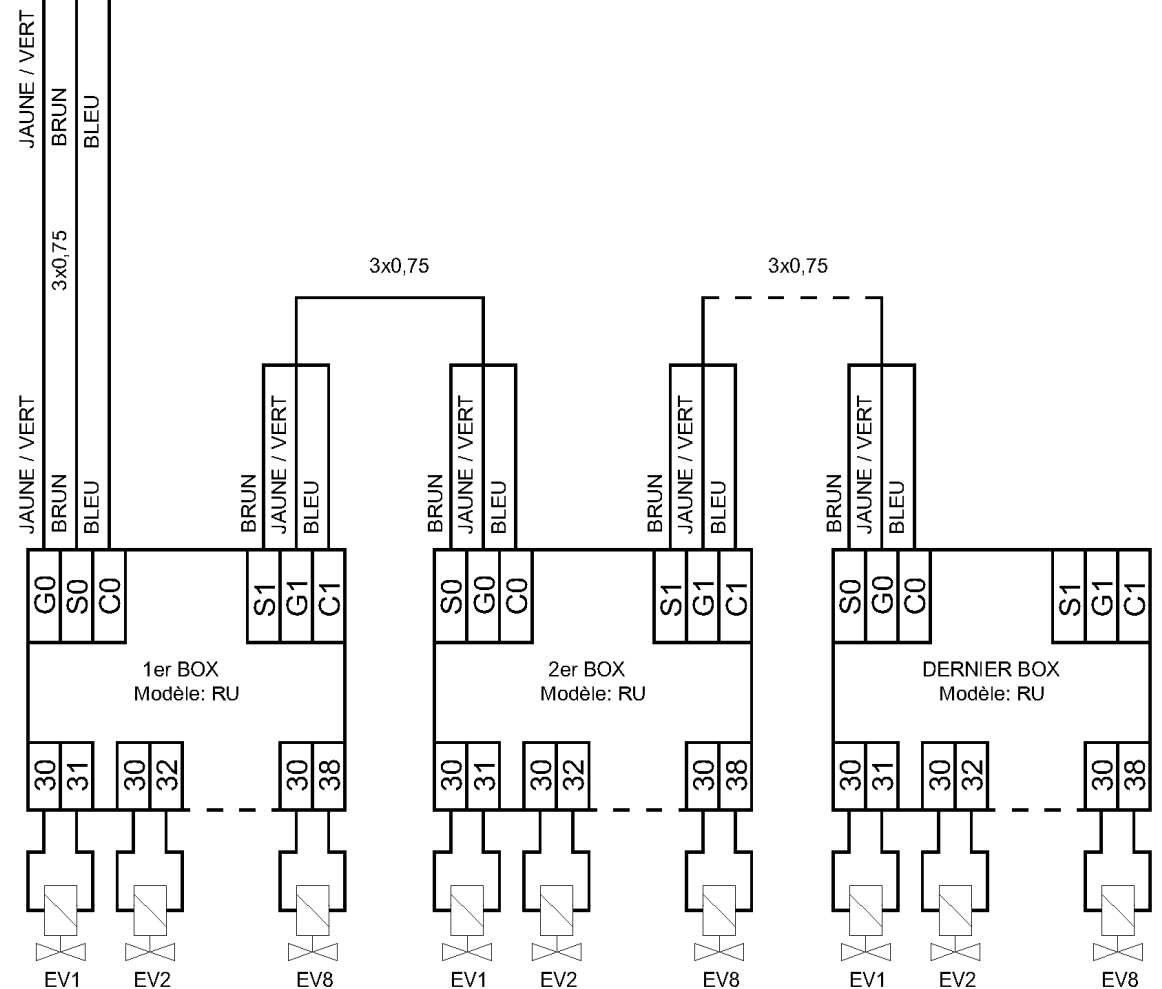 JAUNE / VERT
BRUN
BLEU
3x0,75
3x0,75
3x0,75
JAUNE / VERT
BRUN
BLEU
BRUN
JAUNE / VERT
BLEU
BRUN
JAUNE / VERT
BLEU
BRUN
JAUNE / VERT
BLEU
BRUN
JAUNE / VERT
BLEU
G0
S0
C0
S1
G1
C1
S0
G0
C0
S1
G1
C1
S0
G0
C0
S1
G1
C1
1er BOX
Modèle: RU
2er BOX
Modèle: RU
DERNIER BOX
Modèle: RU
30
31
30
32
30
38
30
31
30
32
30
38
30
31
30
32
30
38
EV1
EV2
EV8
EV1
EV2
EV8
EV1
EV2
EV8